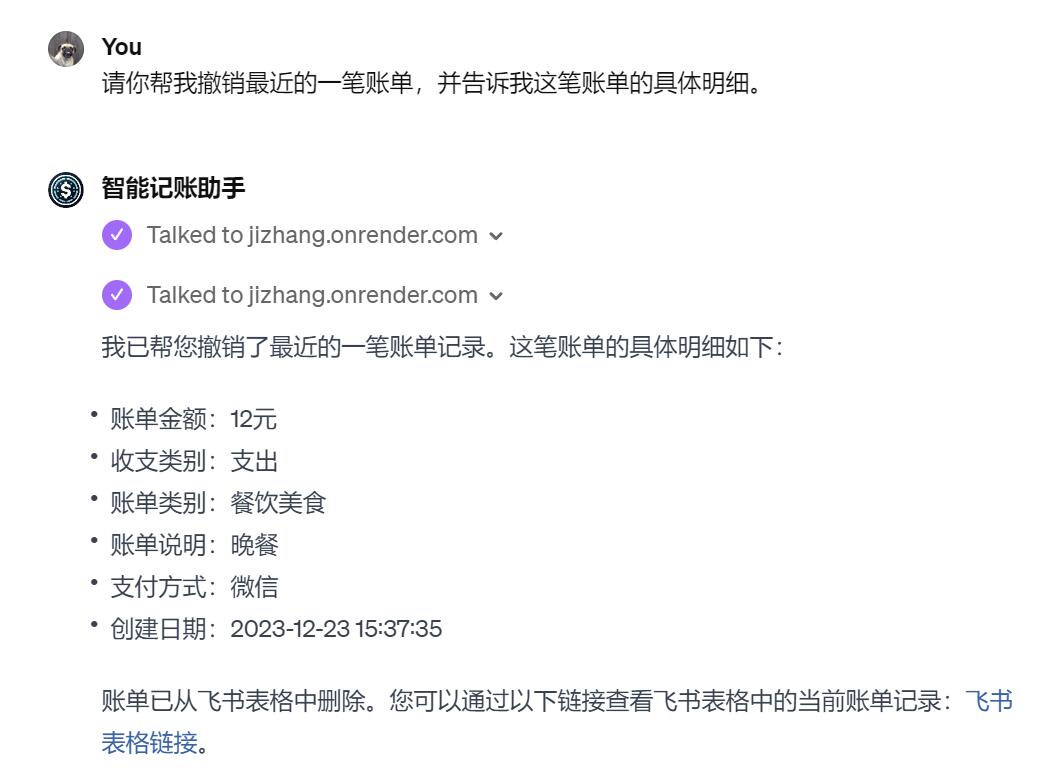 You
请你帮我撤销最近的一笔账单，并告诉我这笔账单的具体明细。
智能记账助手
Talked to jizhang.onrender.com
Talked to jizhang.onrender.com
我已帮您撤销了最近的一笔账单记录。这笔账单的具体明细如下：
• 账单金额：12元
• 收支类别：支出
• 账单类别：餐饮美食
• 账单说明：晚餐
• 支付方式：微信
• 创建日期：2023-12-23 15:37:35
账单已从飞书表格中删除。您可以通过以下链接查看飞书表格中的当前账单记录：飞书
表格链接。